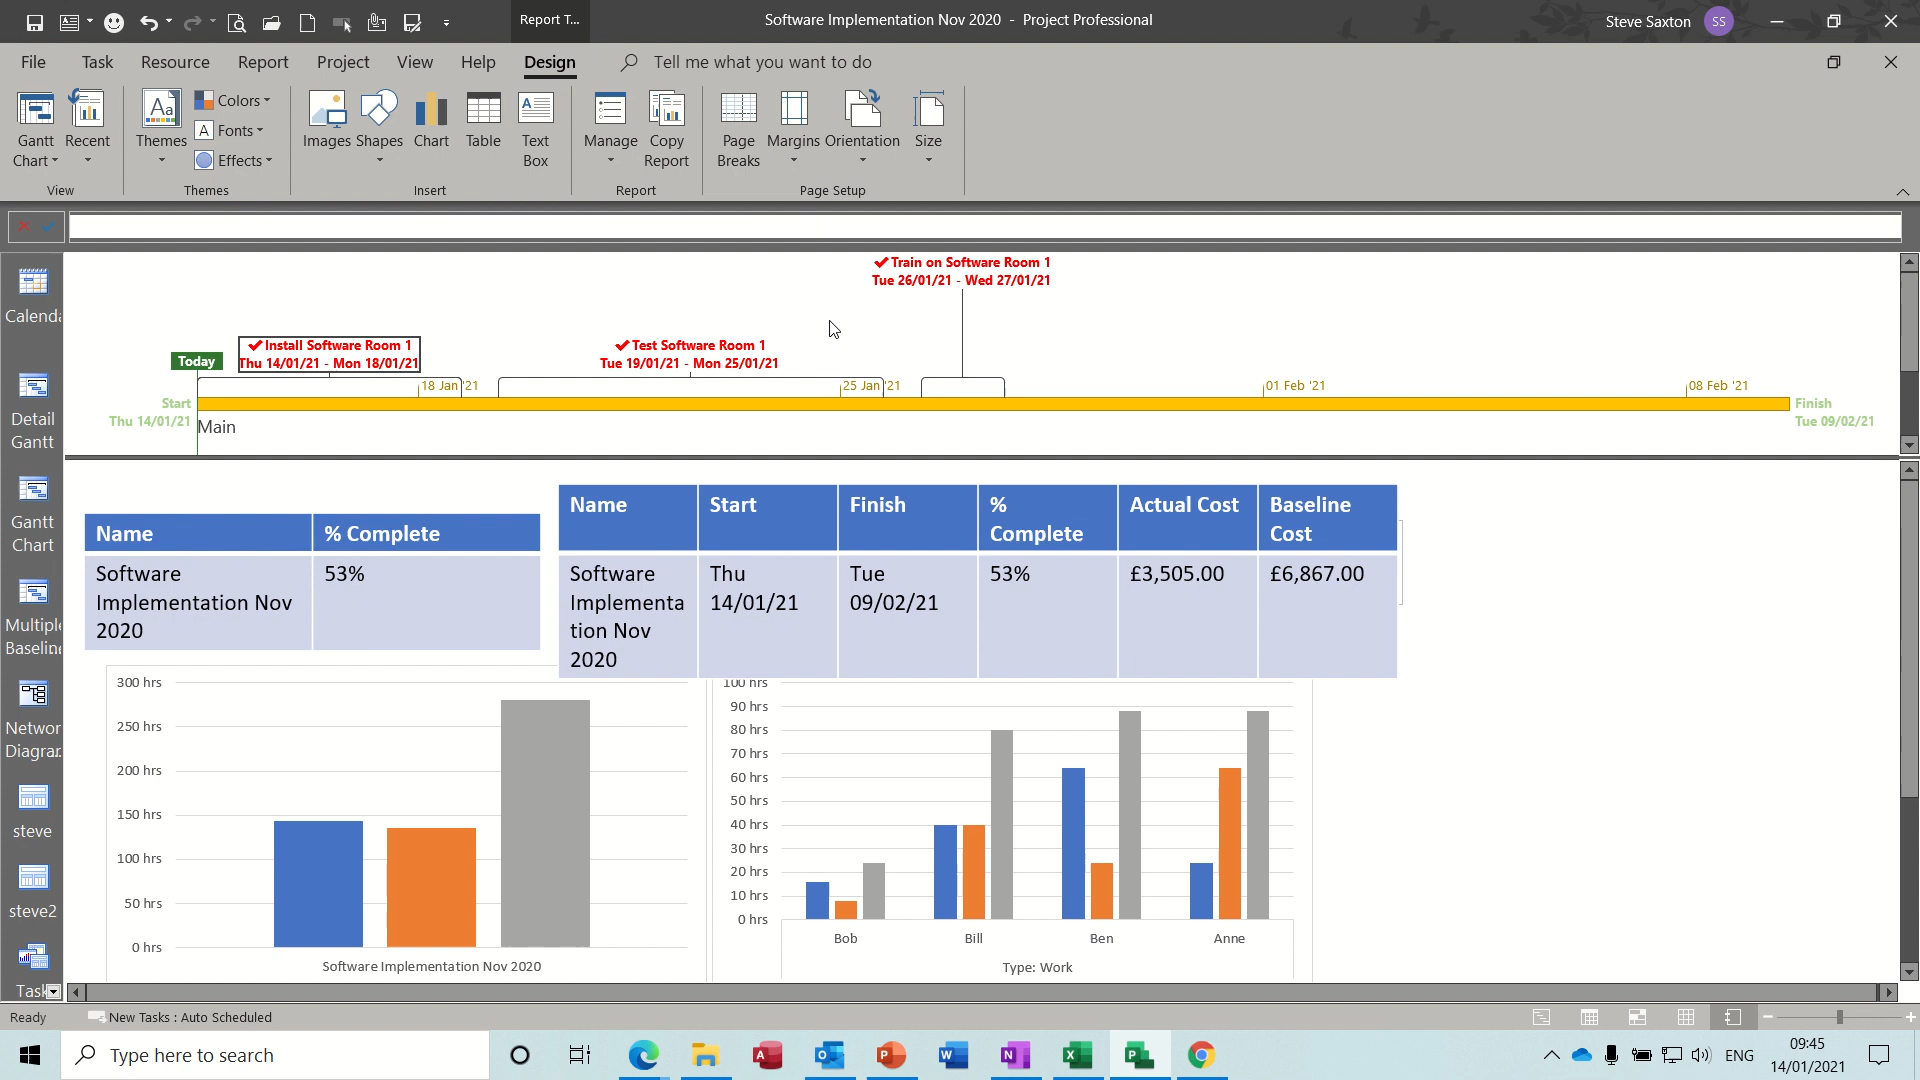 Report T...
Software Implementation Nov 2020 - Project Professional
Steve Saxton
SS
File Task Resource Report Project View Help Design Tell me what you want to do
Gantt Chart
Recent
Themes
Colors
Fonts
Effects
Images
Shapes
Chart
Table
Text Box
Manage
Copy Report
Page Breaks
Margins
Orientation
Size
View Themes Insert Report Page Setup
Train on Software Room 1
Tue 26/01/21 - Wed 27/01/21
Install Software Room 1
Thu 14/01/21 - Mon 18/01/21
Test Software Room 1
Tue 19/01/21 - Mon 25/01/21
Today
18 Jan '21
25 Jan '21
01 Feb '21
08 Feb '21
Start
Thu 14/01/21
Main
Finish
Tue 09/02/21
Calenda
Detail
Gantt
Gantt
Chart
Multiple
Baseline
Networ
Diagra
steve
steve2
Task
Name % Complete
Software
Implementation Nov
2020
53%
Name Start Finish % Complete Actual Cost Baseline Cost
Software
Implementa
tion Nov
2020
Thu
14/01/21
Tue
09/02/21
53%
£3,505.00
£6,867.00
300 hrs
250 hrs
200 hrs
150 hrs
100 hrs
50 hrs
0 hrs
Software Implementation Nov 2020
100 hrs
90 hrs
80 hrs
70 hrs
60 hrs
50 hrs
40 hrs
30 hrs
20 hrs
10 hrs
0 hrs
Bob Bill Ben Anne
Type: Work
Ready New Tasks : Auto Scheduled
Type here to search
ENG
09:45
14/01/2021